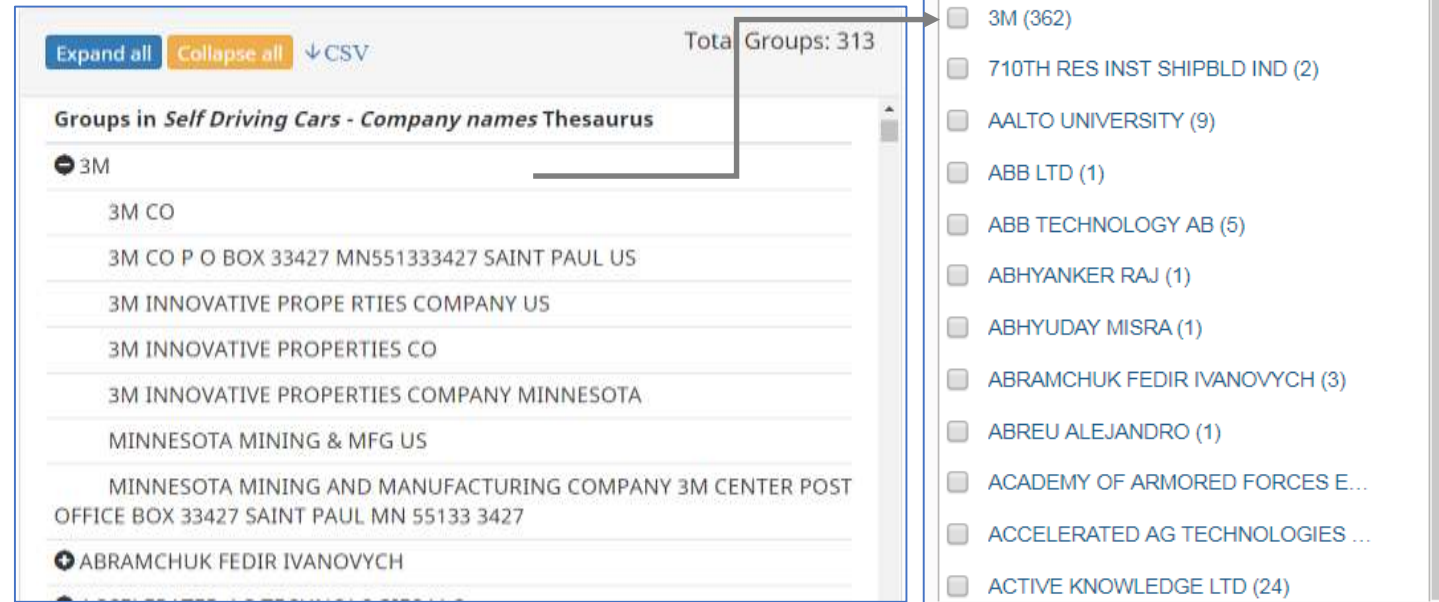 Expand all Collapse all CSV
Tota Groups: 313
Groups in Self Driving Cars - Company names Thesaurus
3M
3M CO
3M CO P O BOX 33427 MN551333427 SAINT PAUL US
3M INNOVATIVE PROPE RTIES COMPANY US
3M INNOVATIVE PROPERTIES CO
3M INNOVATIVE PROPERTIES COMPANY MINNESOTA
MINNESOTA MINING & MFG US
MINNESOTA MINING AND MANUFACTURING COMPANY 3M CENTER POST
OFFICE BOX 33427 SAINT PAUL MN 55133 3427
ABRAMCHUK FEDIR IVANOVYCH
3M (362)
710TH RES INST SHIPBLD IND (2)
AALTO UNIVERSITY (9)
ABB LTD (1)
ABB TECHNOLOGY AB (5)
ABHYANKER RAJ (1)
ABHYUDAY MISRA (1)
ABRAMCHUK FEDIR IVANOVYCH (3)
ABREU ALEJANDRO (1)
ACADEMY OF ARMORED FORCES E...
ACCELERATED AG TECHNOLOGIES ...
ACTIVE KNOWLEDGE LTD (24)